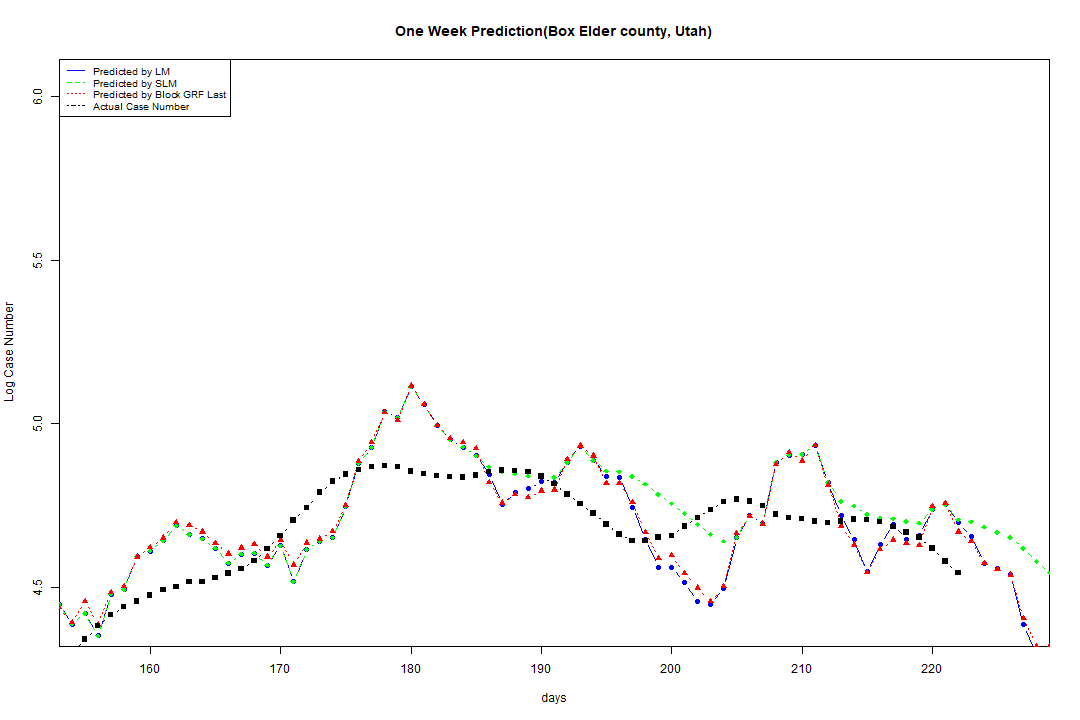 One Week Prediction(Box Elder county, Utah)
Predicted by LM
Predicted by SLM
Predicted by Block GRF Last
Actual Case Number
6.0
5.5
5.0
4.5
Log Case Number
160 170 180 190 200 210 220
days